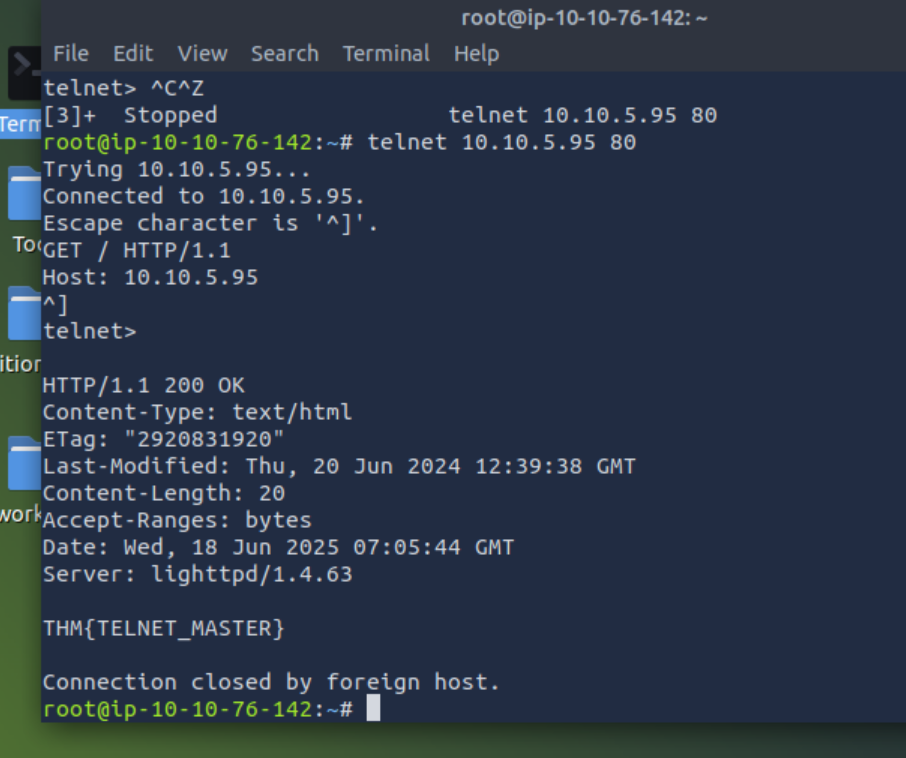 root@ip-10-10-76-142: ~
File Edit View Search Terminal Help
telnet> ^C^Z
[3]+ Stopped telnet 10.10.5.95 80
root@ip-10-10-76-142:~# telnet 10.10.5.95 80
Trying 10.10.5.95...
Connected to 10.10.5.95.
Escape character is '^]'.
GET / HTTP/1.1
Host: 10.10.5.95
^]
telnet>
HTTP/1.1 200 OK
Content-Type: text/html
ETag: "2920831920"
Last-Modified: Thu, 20 Jun 2024 12:39:38 GMT
Content-Length: 20
Accept-Ranges: bytes
Date: Wed, 18 Jun 2025 07:05:44 GMT
Server: lighttpd/1.4.63
THM{TELNET_MASTER}
Connection closed by foreign host.
root@ip-10-10-76-142:~#